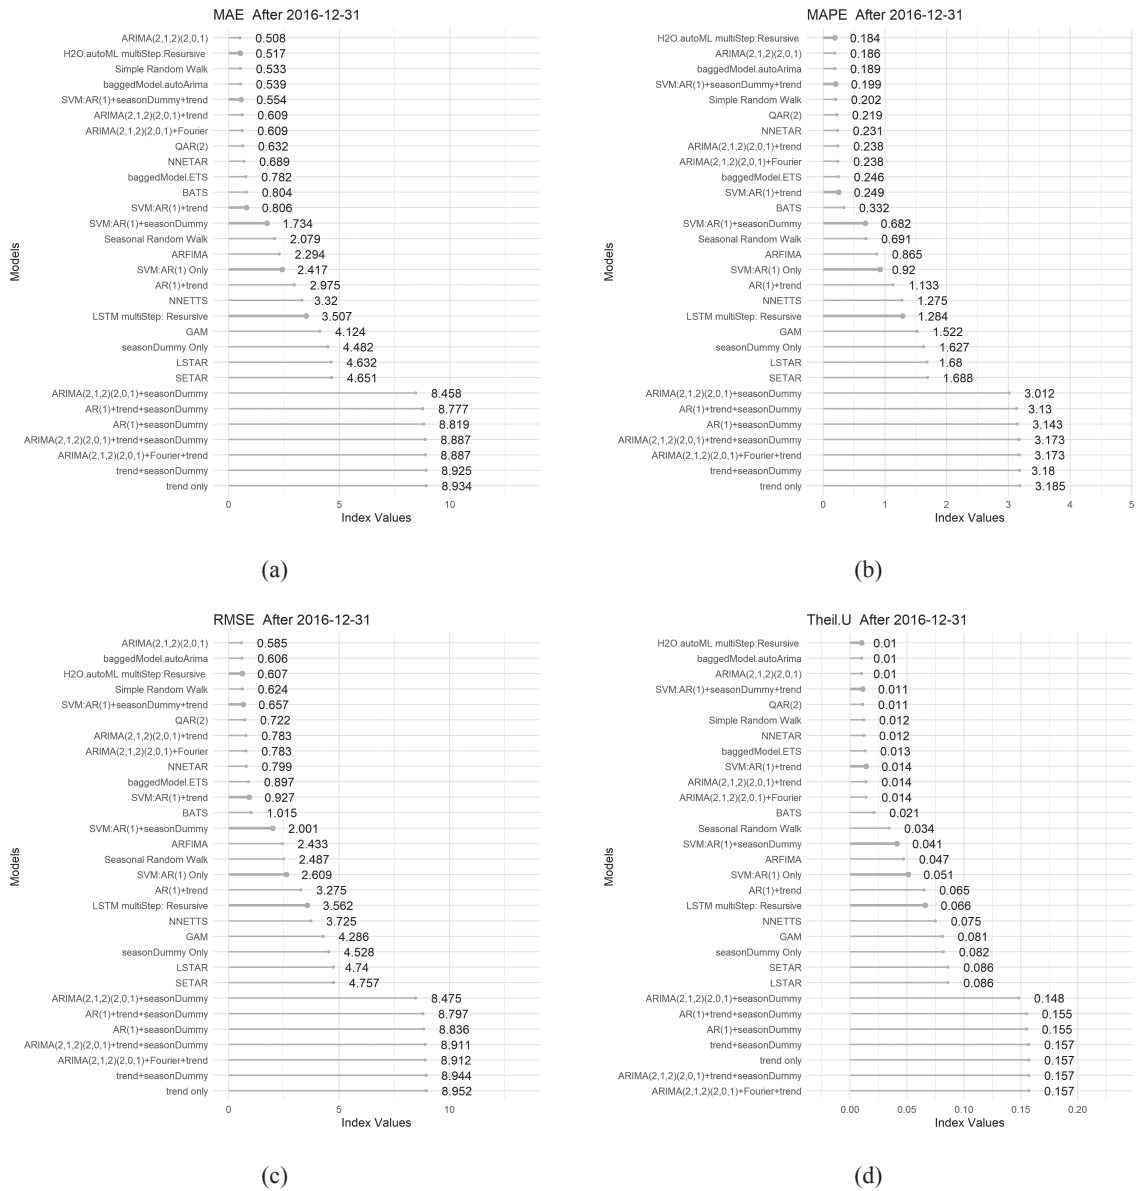 MAE After 2016-12-31
Models
ARIMA(2,1,2)(2,0,1) 0.508
H2O.autoML multiStep:Resursive 0.517
Simple Random Walk 0.533
baggedModel.autoArima 0.539
SVM:AR(1)+seasonDummy+trend 0.554
ARIMA(2,1,2)(2,0,1)+trend 0.609
ARIMA(2,1,2)(2,0,1)+Fourier 0.609
QAR(2) 0.632
NNETAR 0.689
baggedModel.ETS 0.782
BATS 0.804
SVM:AR(1)+trend 0.806
SVM:AR(1)+seasonDummy 1.734
Seasonal Random Walk 2.079
ARFIMA 2.294
SVM:AR(1) Only 2.417
AR(1)+trend 2.975
NNETTS 3.32
LSTM multiStep: Resursive 3.507
GAM 4.124
seasonDummy Only 4.482
LSTAR 4.632
SETAR 4.651
ARIMA(2,1,2)(2,0,1)+seasonDummy 8.458
AR(1)+trend+seasonDummy 8.777
AR(1)+seasonDummy 8.819
ARIMA(2,1,2)(2,0,1)+trend+seasonDummy 8.887
ARIMA(2,1,2)(2,0,1)+Fourier+trend 8.887
trend+seasonDummy 8.925
trend only 8.934
0 5 10
Index Values
(a)
MAPE After 2016-12-31
Models
H2O.autoML multiStep:Resursive 0.184
ARIMA(2,1,2)(2,0,1) 0.186
baggedModel.autoArima 0.189
SVM:AR(1)+seasonDummy+trend 0.199
Simple Random Walk 0.202
QAR(2) 0.219
NNETAR 0.231
ARIMA(2,1,2)(2,0,1)+trend 0.238
ARIMA(2,1,2)(2,0,1)+Fourier 0.238
baggedModel.ETS 0.246
SVM:AR(1)+trend 0.249
BATS 0.332
SVM:AR(1)+seasonDummy 0.682
Seasonal Random Walk 0.691
ARFIMA 0.865
SVM:AR(1) Only 0.92
AR(1)+trend 1.133
NNETTS 1.275
LSTM multiStep: Resursive 1.284
GAM 1.522
seasonDummy Only 1.627
LSTAR 1.68
SETAR 1.688
ARIMA(2,1,2)(2,0,1)+seasonDummy 3.012
AR(1)+trend+seasonDummy 3.13
AR(1)+seasonDummy 3.143
ARIMA(2,1,2)(2,0,1)+trend+seasonDummy 3.173
ARIMA(2,1,2)(2,0,1)+Fourier+trend 3.173
trend+seasonDummy 3.18
trend only 3.185
0 1 2 3 4 5
Index Values
(b)
RMSE After 2016-12-31
Models
ARIMA(2,1,2)(2,0,1) 0.585
baggedModel.autoArima 0.606
H2O.autoML multiStep:Resursive 0.607
Simple Random Walk 0.624
SVM:AR(1)+seasonDummy+trend 0.657
QAR(2) 0.722
ARIMA(2,1,2)(2,0,1)+trend 0.783
ARIMA(2,1,2)(2,0,1)+Fourier 0.783
NNETAR 0.799
baggedModel.ETS 0.897
SVM:AR(1)+trend 0.927
BATS 1.015
SVM:AR(1)+seasonDummy 2.001
ARFIMA 2.433
Seasonal Random Walk 2.487
SVM:AR(1) Only 2.609
AR(1)+trend 3.275
LSTM multiStep: Resursive 3.562
NNETTS 3.725
GAM 4.286
seasonDummy Only 4.528
LSTAR 4.74
SETAR 4.757
ARIMA(2,1,2)(2,0,1)+seasonDummy 8.475
AR(1)+trend+seasonDummy 8.797
AR(1)+seasonDummy 8.836
ARIMA(2,1,2)(2,0,1)+trend+seasonDummy 8.911
ARIMA(2,1,2)(2,0,1)+Fourier+trend 8.912
trend+seasonDummy 8.944
trend only 8.952
0 5 10
Index Values
(c)
Theil.U After 2016-12-31
Models
H2O.autoML multiStep:Resursive 0.01
baggedModel.autoArima 0.01
ARIMA(2,1,2)(2,0,1) 0.01
SVM:AR(1)+seasonDummy+trend 0.011
QAR(2) 0.011
Simple Random Walk 0.012
NNETAR 0.012
baggedModel.ETS 0.013
SVM:AR(1)+trend 0.014
ARIMA(2,1,2)(2,0,1)+trend 0.014
ARIMA(2,1,2)(2,0,1)+Fourier 0.014
BATS 0.021
Seasonal Random Walk 0.034
SVM:AR(1)+seasonDummy 0.041
ARFIMA 0.047
SVM:AR(1) Only 0.051
AR(1)+trend 0.065
LSTM multiStep: Resursive 0.066
NNETTS 0.075
GAM 0.081
seasonDummy Only 0.082
SETAR 0.086
LSTAR 0.086
ARIMA(2,1,2)(2,0,1)+seasonDummy 0.148
AR(1)+trend+seasonDummy 0.155
AR(1)+seasonDummy 0.155
trend+seasonDummy 0.157
trend only 0.157
ARIMA(2,1,2)(2,0,1)+trend+seasonDummy 0.157
ARIMA(2,1,2)(2,0,1)+Fourier+trend 0.157
0.00 0.05 0.10 0.15 0.20
Index Values
(d)